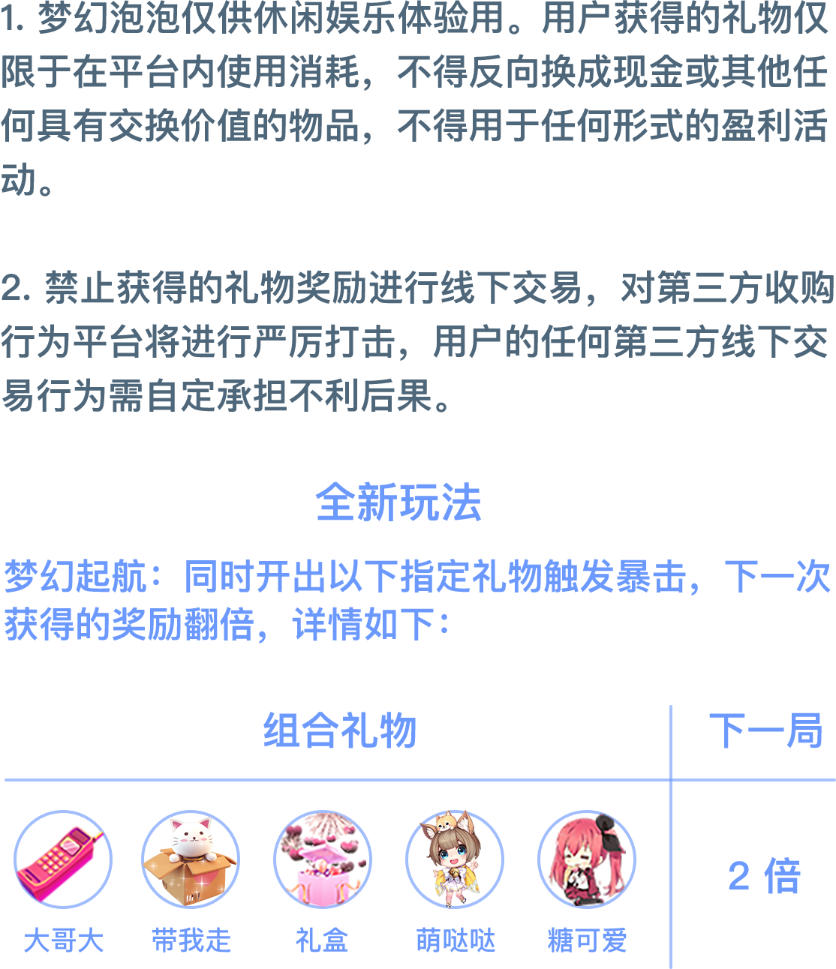 1. 梦幻泡泡仅供休闲娱乐体验用。用户获得的礼物仅
限于在平台内使用消耗，不得反向换成现金或其他任
何具有交换价值的物品，不得用于任何形式的盈利活
动。
2. 禁止获得的礼物奖励进行线下交易，对第三方收购
行为平台将进行严厉打击，用户的任何第三方线下交
易行为需自定承担不利后果。
全新玩法
梦幻起航：同时开出以下指定礼物触发暴击，下一次
获得的奖励翻倍，详情如下：
组合礼物 下一局
大哥大 带我走 礼盒 萌哒哒 糖可爱
2 倍